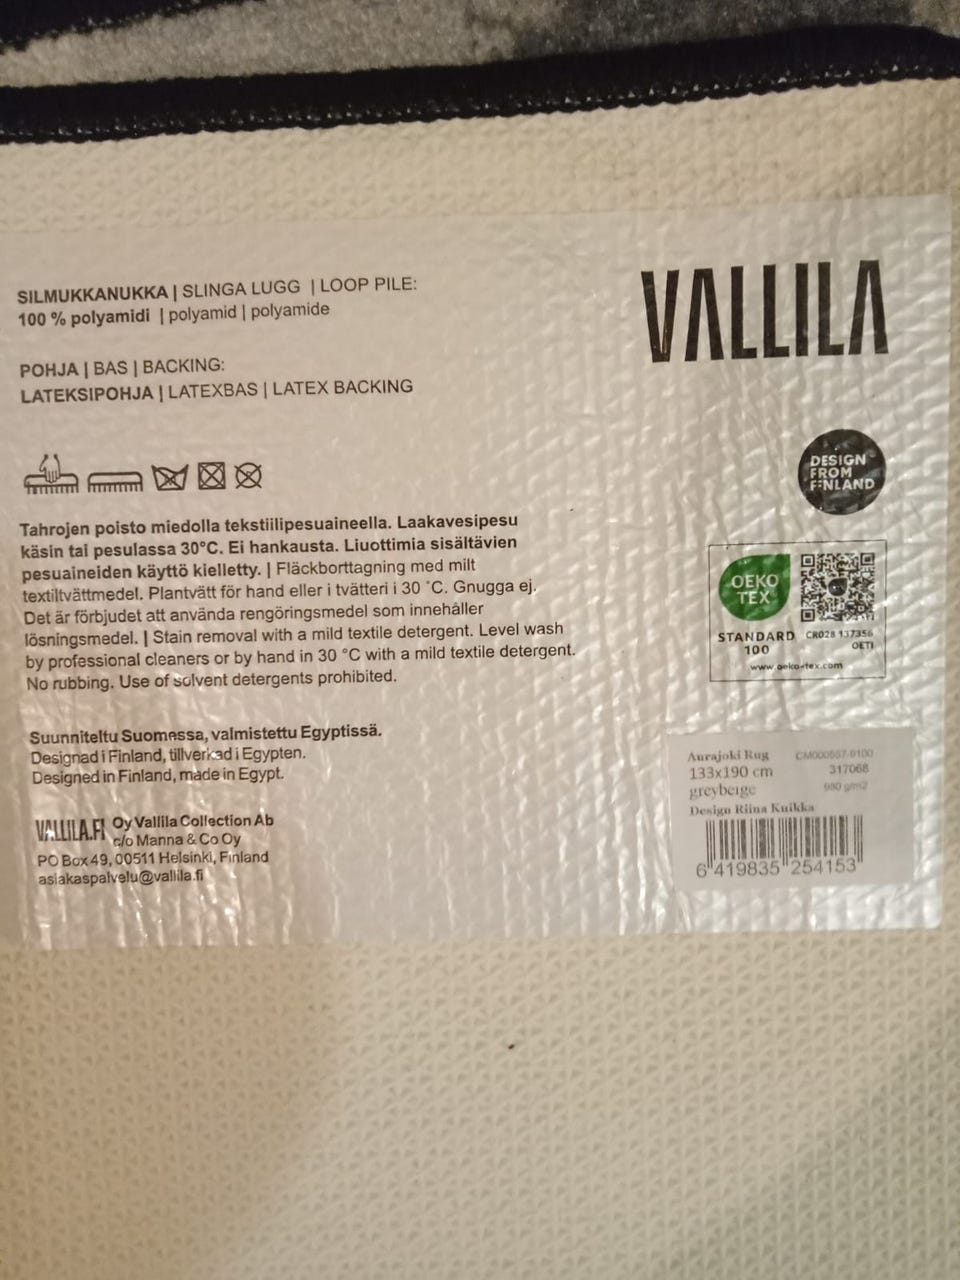 SILMUKKANUKKA | SLINGA LUGG | LOOP PILE:
100 % polyamidi | polyamid | polyamide
POHJA | BAS | BACKING:
LATEKSIPOHJA | LATEXBAS | LATEX BACKING
Tahrojen poisto miedolla tekstiilipesuaineella. Laakavesipesu
käsin tai pesulassa 30°C. Ei hankausta. Liuottimia sisältävien
pesuaineiden käyttö kielletty. | Fläckborttagning med milt
textiltvättmedel. Plantvätt för hand eller i tvätteri i 30 °C. Gnugga ej.
Det är förbjudet att använda rengöringsmedel som innehåller
lösningsmedel. | Stain removal with a mild textile detergent. Level wash
by professional cleaners or by hand in 30 °C with a mild textile detergent.
No rubbing. Use of solvent detergents prohibited.
Suunniteltu Suomessa, valmistettu Egyptissä.
Designad i Finland, tillverkad i Egypten.
Designed in Finland, made in Egypt.
VALLILA.FI Oy Vallila Collection Ab
c/o Manna & Co Oy
PO Box 49, 00511 Helsinki, Finland
asiakaspalvelu@vallila.fi
VALLILA
DESIGN
FROM
FINLAND
OEKO
TEX
STANDARD
100
CR028 137356
OETI
www.oeko-tex.com
Aurajoki Rug CM000557-9100
133x190 cm 317068
greybeige 980 g/m2
Design Riina Kuikka
6 419835 254153